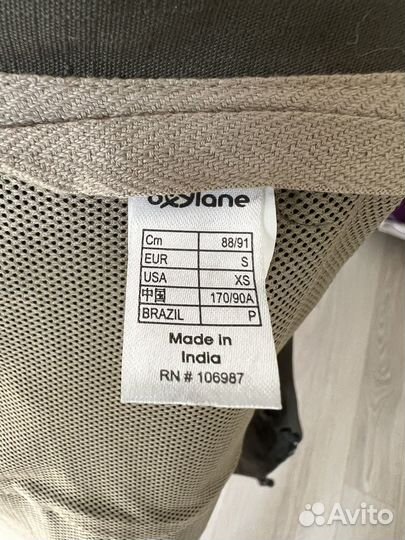 oxylane
Cm 88/91
EUR S
USA XS
中国 170/90A
BRAZIL P
Made in
India
RN # 106987
Avito